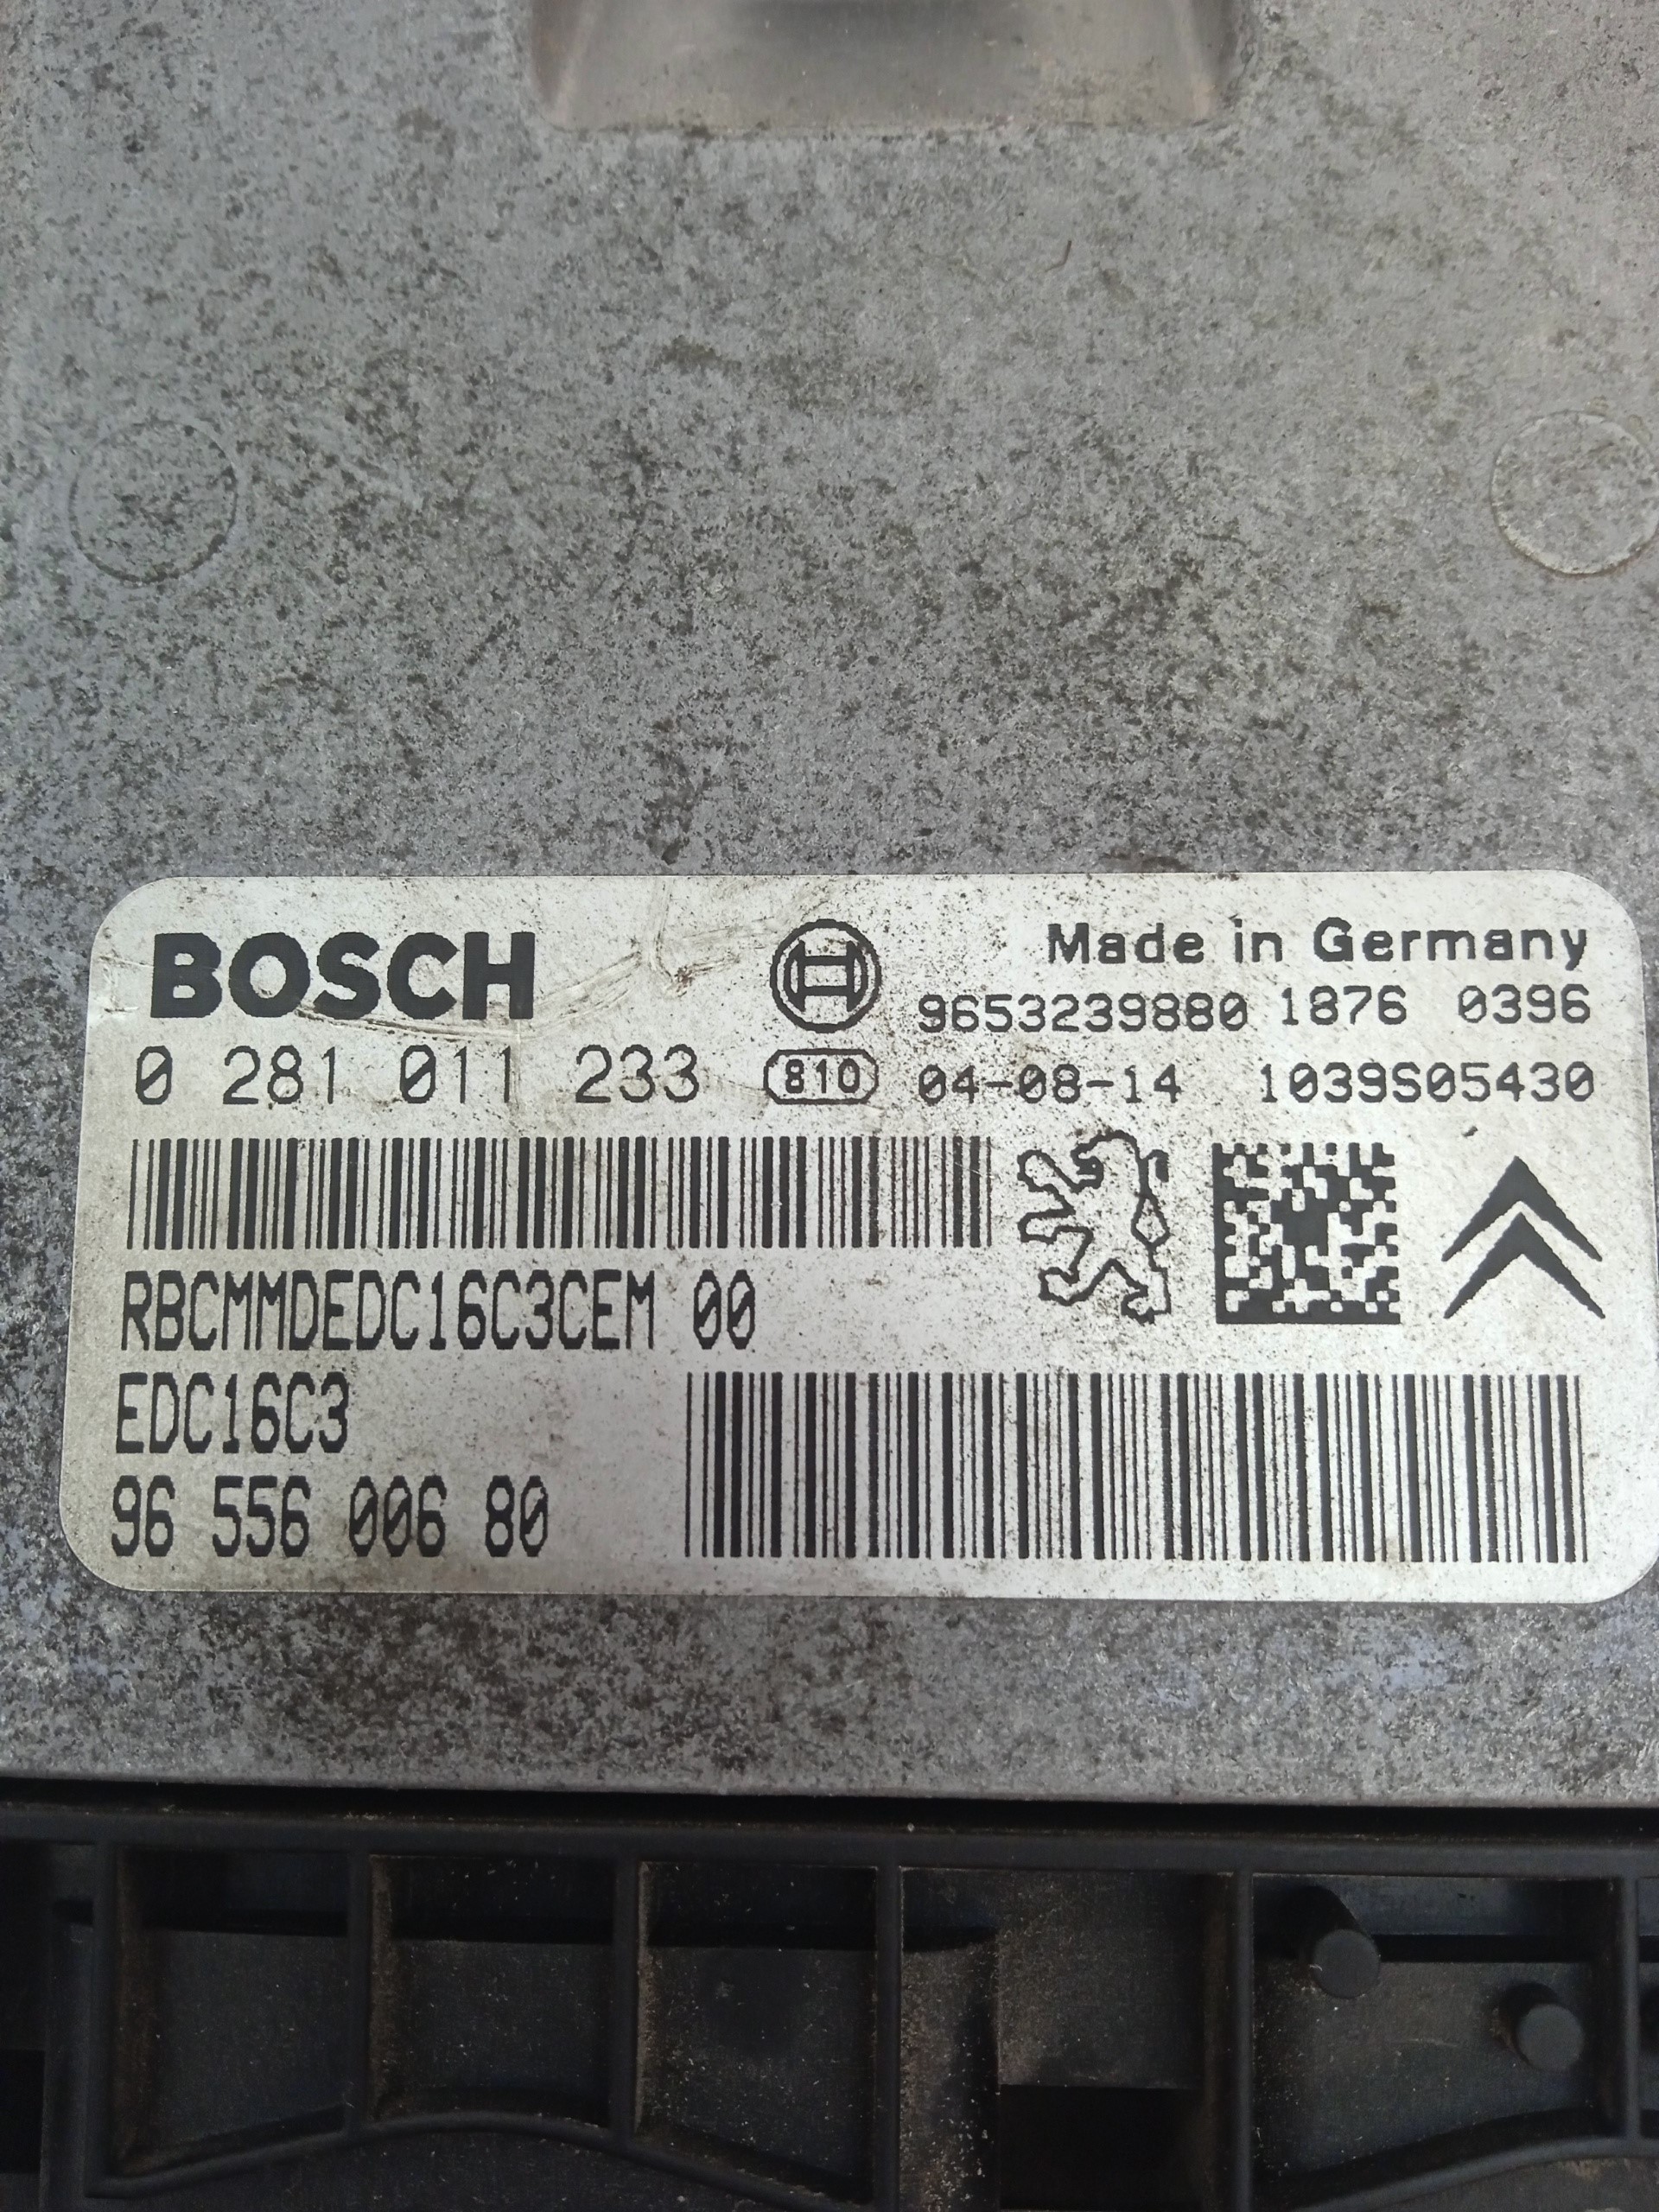 BOSCH
Made in Germany
9653239880 1876 0396
0 281 011 233 810 04-08-14 1039S05430
RBCMMDEDC16C3CEM 00
EDC16C3
96 556 006 80